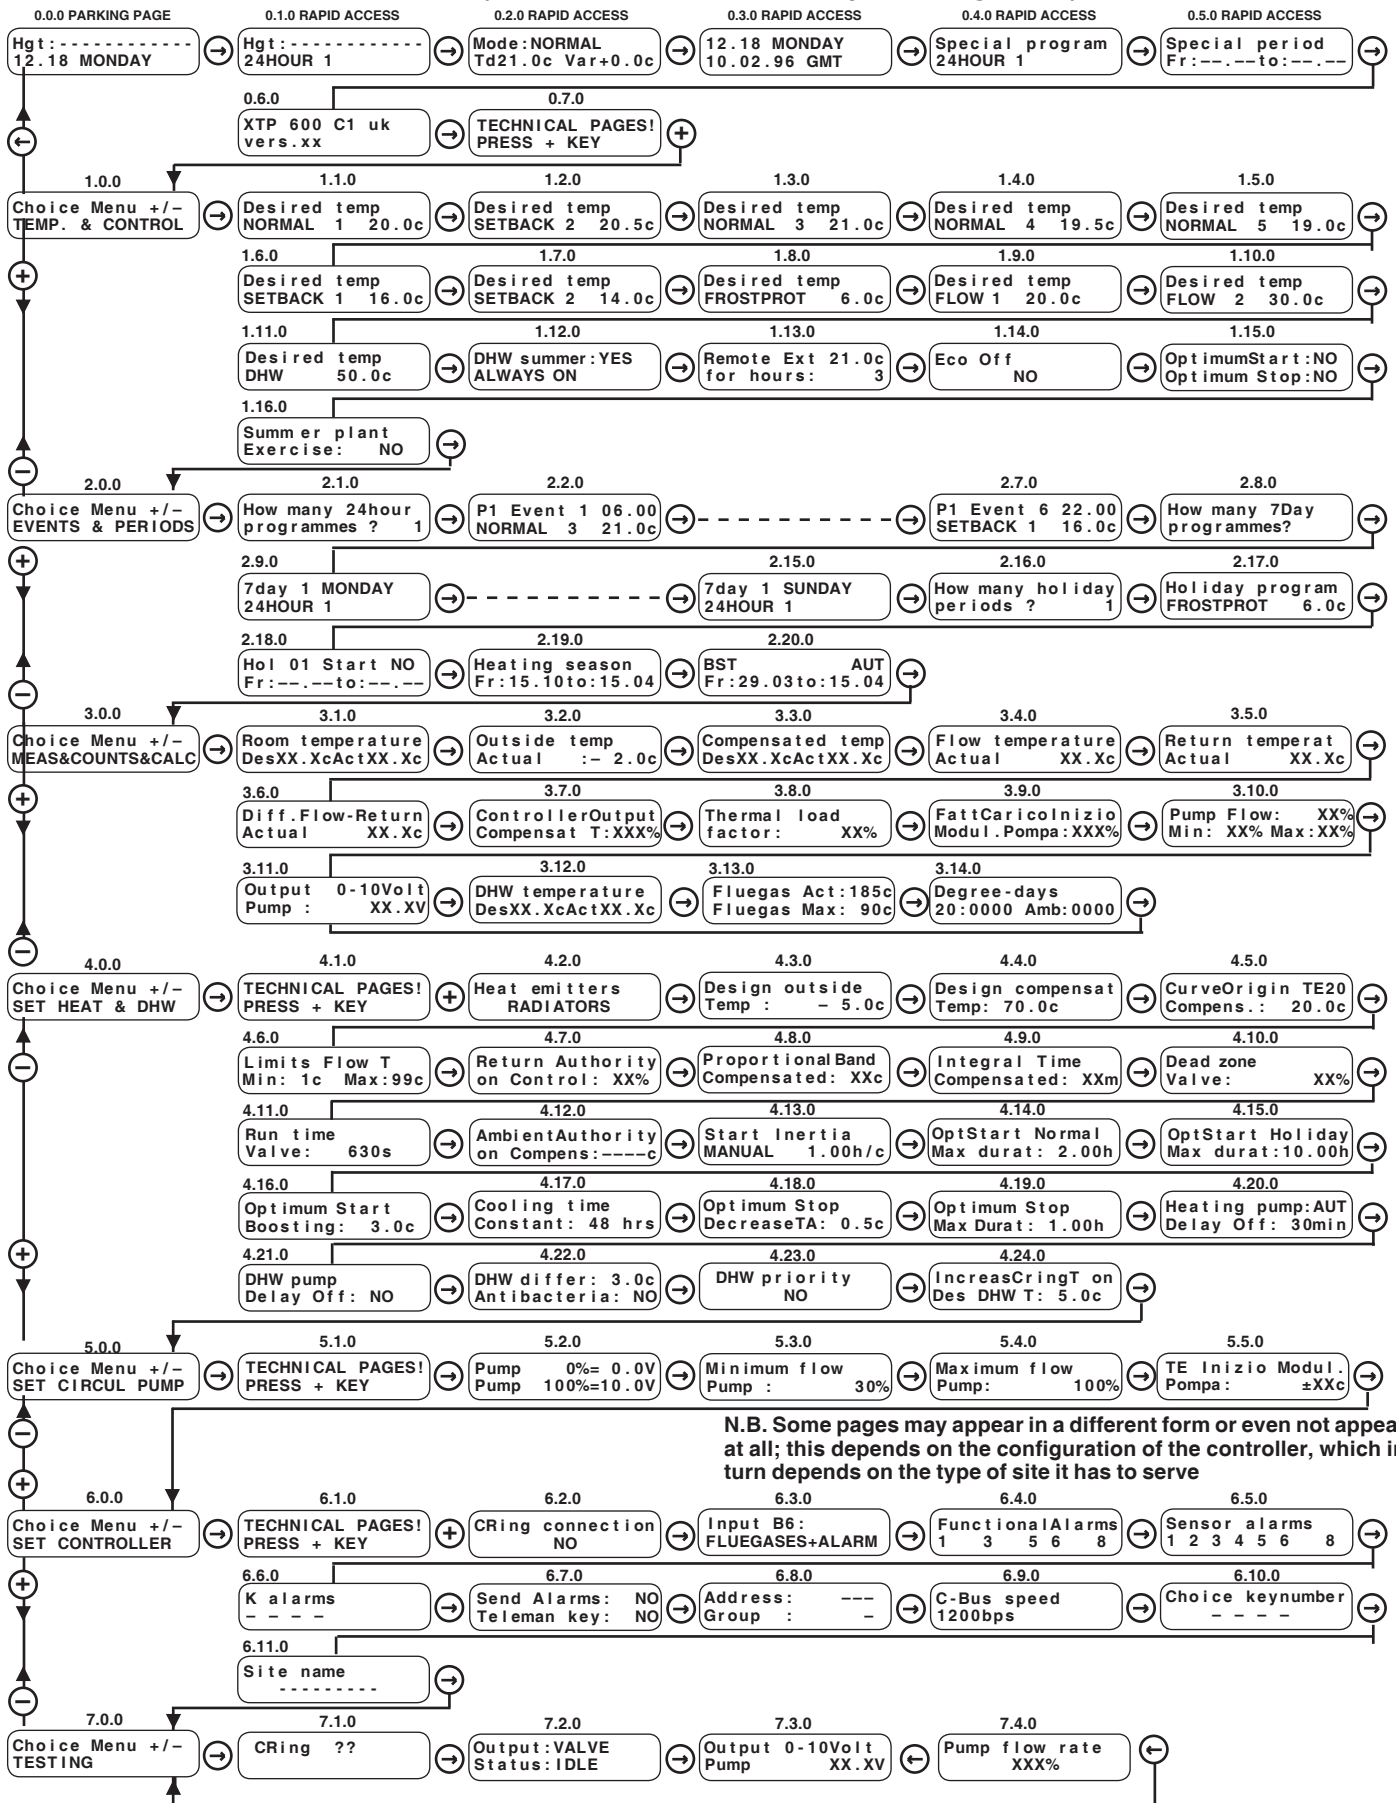 0.0.0 PARKING PAGE
0.1.0 RAPID ACCESS
0.2.0 RAPID ACCESS
0.3.0 RAPID ACCESS
0.4.0 RAPID ACCESS
0.5.0 RAPID ACCESS
Hgt:------------
12.18 MONDAY
Hgt:------------
24HOUR 1
Mode:NORMAL
Td21.0c Var+0.0c
12.18 MONDAY
10.02.96 GMT
Special program
24HOUR 1
Special period
Fr:--.--to:--.--
0.6.0
0.7.0
XTP 600 C1 uk
vers.xx
TECHNICAL PAGES!
PRESS + KEY
1.0.0
1.1.0
1.2.0
1.3.0
1.4.0
1.5.0
Choice Menu +/-
TEMP. & CONTROL
Desired temp
NORMAL 1 20.0c
Desired temp
SETBACK 2 20.5c
Desired temp
NORMAL 3 21.0c
Desired temp
NORMAL 4 19.5c
Desired temp
NORMAL 5 19.0c
1.6.0
1.7.0
1.8.0
1.9.0
1.10.0
Desired temp
SETBACK 1 16.0c
Desired temp
SETBACK 2 14.0c
Desired temp
FROSTPROT 6.0c
Desired temp
FLOW 1 20.0c
Desired temp
FLOW 2 30.0c
1.11.0
1.12.0
1.13.0
1.14.0
1.15.0
Desired temp
DHW 50.0c
DHW summer:YES
ALWAYS ON
Remote Ext 21.0c
for hours: 3
Eco Off
NO
OptimumStart:NO
Optimum Stop:NO
1.16.0
Summer plant
Exercise: NO
2.0.0
2.1.0
2.2.0
2.7.0
2.8.0
Choice Menu +/-
EVENTS & PERIODS
How many 24hour
programmes ? 1
P1 Event 1 06.00
NORMAL 3 21.0c
P1 Event 6 22.00
SETBACK 1 16.0c
How many 7Day
programmes?
2.9.0
2.15.0
2.16.0
2.17.0
7day 1 MONDAY
24HOUR 1
7day 1 SUNDAY
24HOUR 1
How many holiday
periods ? 1
Holiday program
FROSTPROT 6.0c
2.18.0
2.19.0
2.20.0
Hol 01 Start NO
Fr:--.--to:--.--
Heating season
Fr:15.10to:15.04
BST AUT
Fr:29.03to:15.04
3.0.0
3.1.0
3.2.0
3.3.0
3.4.0
3.5.0
Choice Menu +/-
MEAS&COUNTS&CALC
Room temperature
DesXX.XcActXX.Xc
Outside temp
Actual :- 2.0c
Compensated temp
DesXX.XcActXX.Xc
Flow temperature
Actual XX.Xc
Return temperat
Actual XX.Xc
3.6.0
3.7.0
3.8.0
3.9.0
3.10.0
Diff.Flow-Return
Actual XX.Xc
ControllerOutput
Compensat T:XXX%
Thermal load
factor: XX%
FattCaricoInizio
Modul.Pompa:XXX%
Pump Flow: XX%
Min: XX% Max:XX%
3.11.0
3.12.0
3.13.0
3.14.0
Output 0-10Volt
Pump : XX.XV
DHW temperature
DesXX.XcActXX.Xc
Fluegas Act:185c
Fluegas Max: 90c
Degree-days
20:0000 Amb:0000
4.0.0
4.1.0
4.2.0
4.3.0
4.4.0
4.5.0
Choice Menu +/-
SET HEAT & DHW
TECHNICAL PAGES!
PRESS + KEY
Heat emitters
RADIATORS
Design outside
Temp : - 5.0c
Design compensat
Temp: 70.0c
CurveOrigin TE20
Compens.: 20.0c
4.6.0
4.7.0
4.8.0
4.9.0
4.10.0
Limits Flow T
Min: 1c Max:99c
Return Authority
on Control: XX%
Proportional Band
Compensated: XXc
Integral Time
Compensated: XXm
Dead zone
Valve: XX%
4.11.0
4.12.0
4.13.0
4.14.0
4.15.0
Run time
Valve: 630s
AmbientAuthority
on Compens:----c
Start Inertia
MANUAL 1.00h/c
OptStart Normal
Max durat: 2.00h
OptStart Holiday
Max durat:10.00h
4.16.0
4.17.0
4.18.0
4.19.0
4.20.0
Optimum Start
Boosting: 3.0c
Cooling time
Constant: 48 hrs
Optimum Stop
DecreaseTA: 0.5c
Optimum Stop
Max Durat: 1.00h
Heating pump:AUT
Delay Off: 30min
4.21.0
4.22.0
4.23.0
4.24.0
DHW pump
Delay Off: NO
DHW differ: 3.0c
Antibacteria: NO
DHW priority
NO
IncreasCringT on
Des DHW T: 5.0c
5.0.0
5.1.0
5.2.0
5.3.0
5.4.0
5.5.0
Choice Menu +/-
SET CIRCUL PUMP
TECHNICAL PAGES!
PRESS + KEY
Pump 0%= 0.0V
Pump 100%=10.0V
Minimum flow
Pump : 30%
Maximum flow
Pump: 100%
TE Inizio Modul.
Pompa: ±XXc
N.B. Some pages may appear in a different form or even not appea
at all; this depends on the configuration of the controller, which i
turn depends on the type of site it has to serve
6.0.0
6.1.0
6.2.0
6.3.0
6.4.0
6.5.0
Choice Menu +/-
SET CONTROLLER
TECHNICAL PAGES!
PRESS + KEY
CRing connection
NO
Input B6:
FLUEGASES+ALARM
FunctionalAlarms
1 3 5 6 8
Sensor alarms
1 2 3 4 5 6 8
6.6.0
6.7.0
6.8.0
6.9.0
6.10.0
K alarms
- - - -
Send Alarms: NO
Teleman key: NO
Address: ---
Group : -
C-Bus speed
1200bps
Choice keynumber
- - - -
6.11.0
Site name
---------
7.0.0
7.1.0
7.2.0
7.3.0
7.4.0
Choice Menu +/-
TESTING
CRing ??
Output:VALVE
Status:IDLE
Output 0-10Volt
Pump XX.XV
Pump flow rate
XXX%